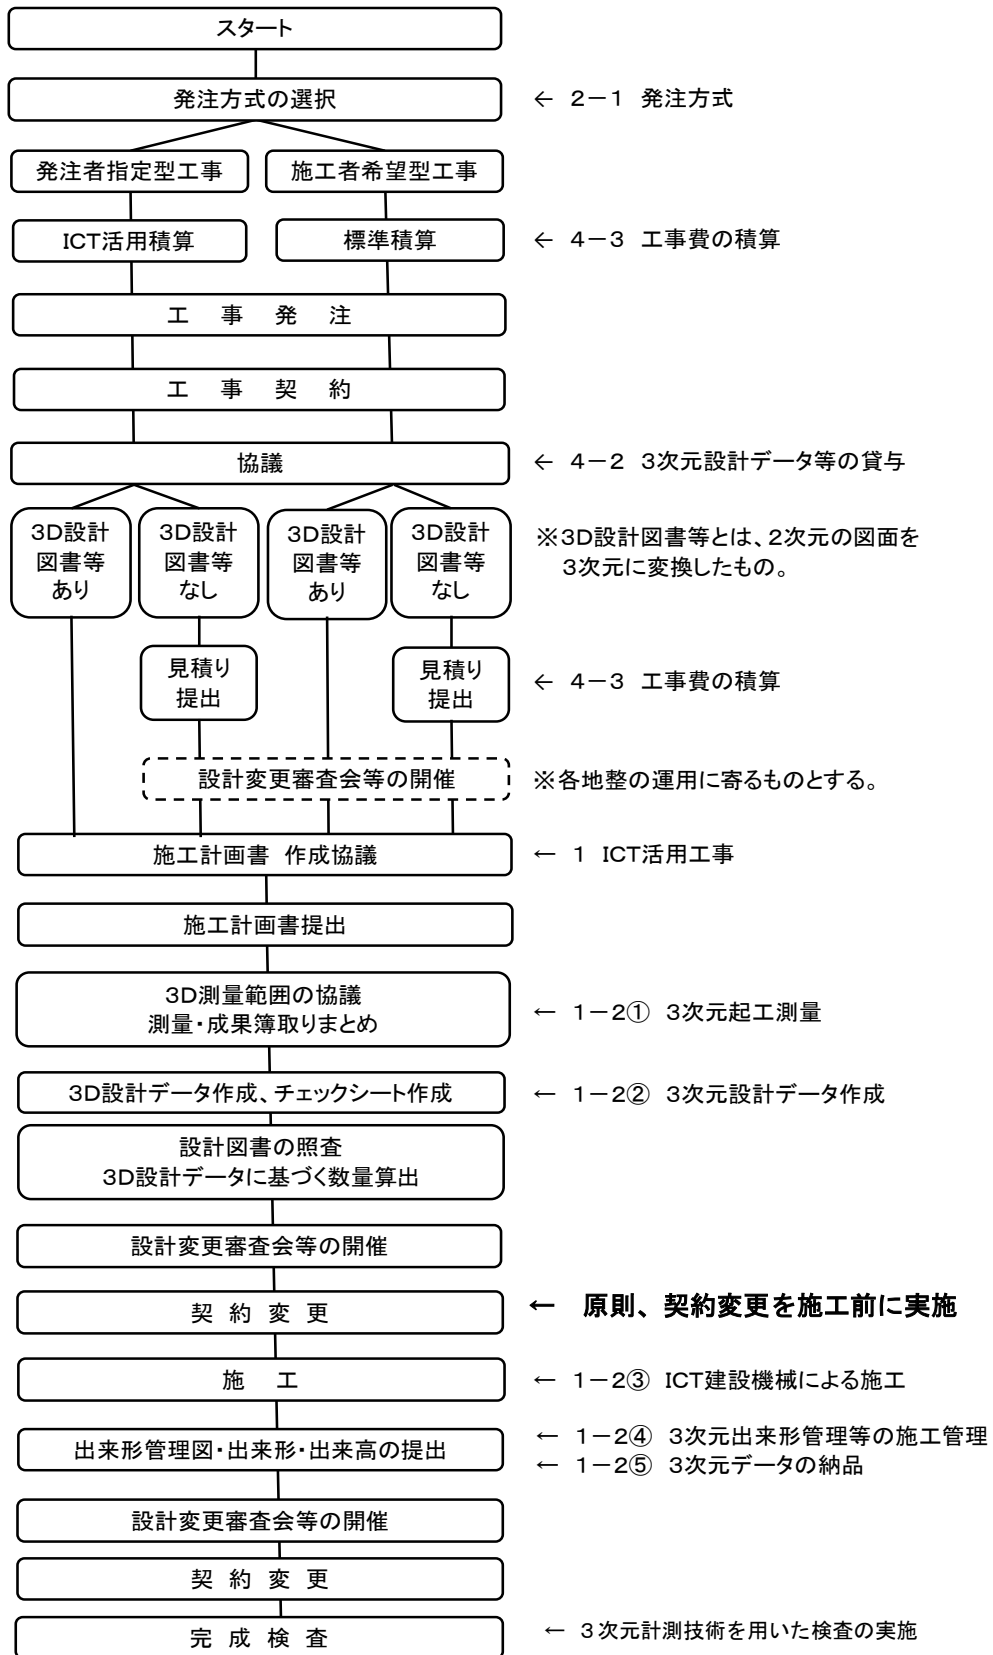 スタート
発注方式の選択
← 2－1 発注方式
発注者指定型工事
施工者希望型工事
ICT活用積算
標準積算
← 4－3 工事費の積算
工 事 発 注
工 事 契 約
協議
← 4－2 3次元設計データ等の貸与
3D設計
図書等
あり
3D設計
図書等
なし
3D設計
図書等
あり
3D設計
図書等
なし
※3D設計図書等とは、2次元の図面を
3次元に変換したもの。
見積り
提出
見積り
提出
← 4－3 工事費の積算
設計変更審査会等の開催
※各地整の運用に寄るものとする。
施工計画書 作成協議
← 1 ICT活用工事
施工計画書提出
3D測量範囲の協議
測量・成果簿取りまとめ
← 1－2① 3次元起工測量
3D設計データ作成、チェックシート作成
← 1－2② 3次元設計データ作成
設計図書の照査
3D設計データに基づく数量算出
設計変更審査会等の開催
契 約 変 更
← 原則、契約変更を施工前に実施
施 工
← 1－2③ ICT建設機械による施工
出来形管理図・出来形・出来高の提出
← 1－2④ 3次元出来形管理等の施工管理
← 1－2⑤ 3次元データの納品
設計変更審査会等の開催
契 約 変 更
完 成 検 査
← 3次元計測技術を用いた検査の実施